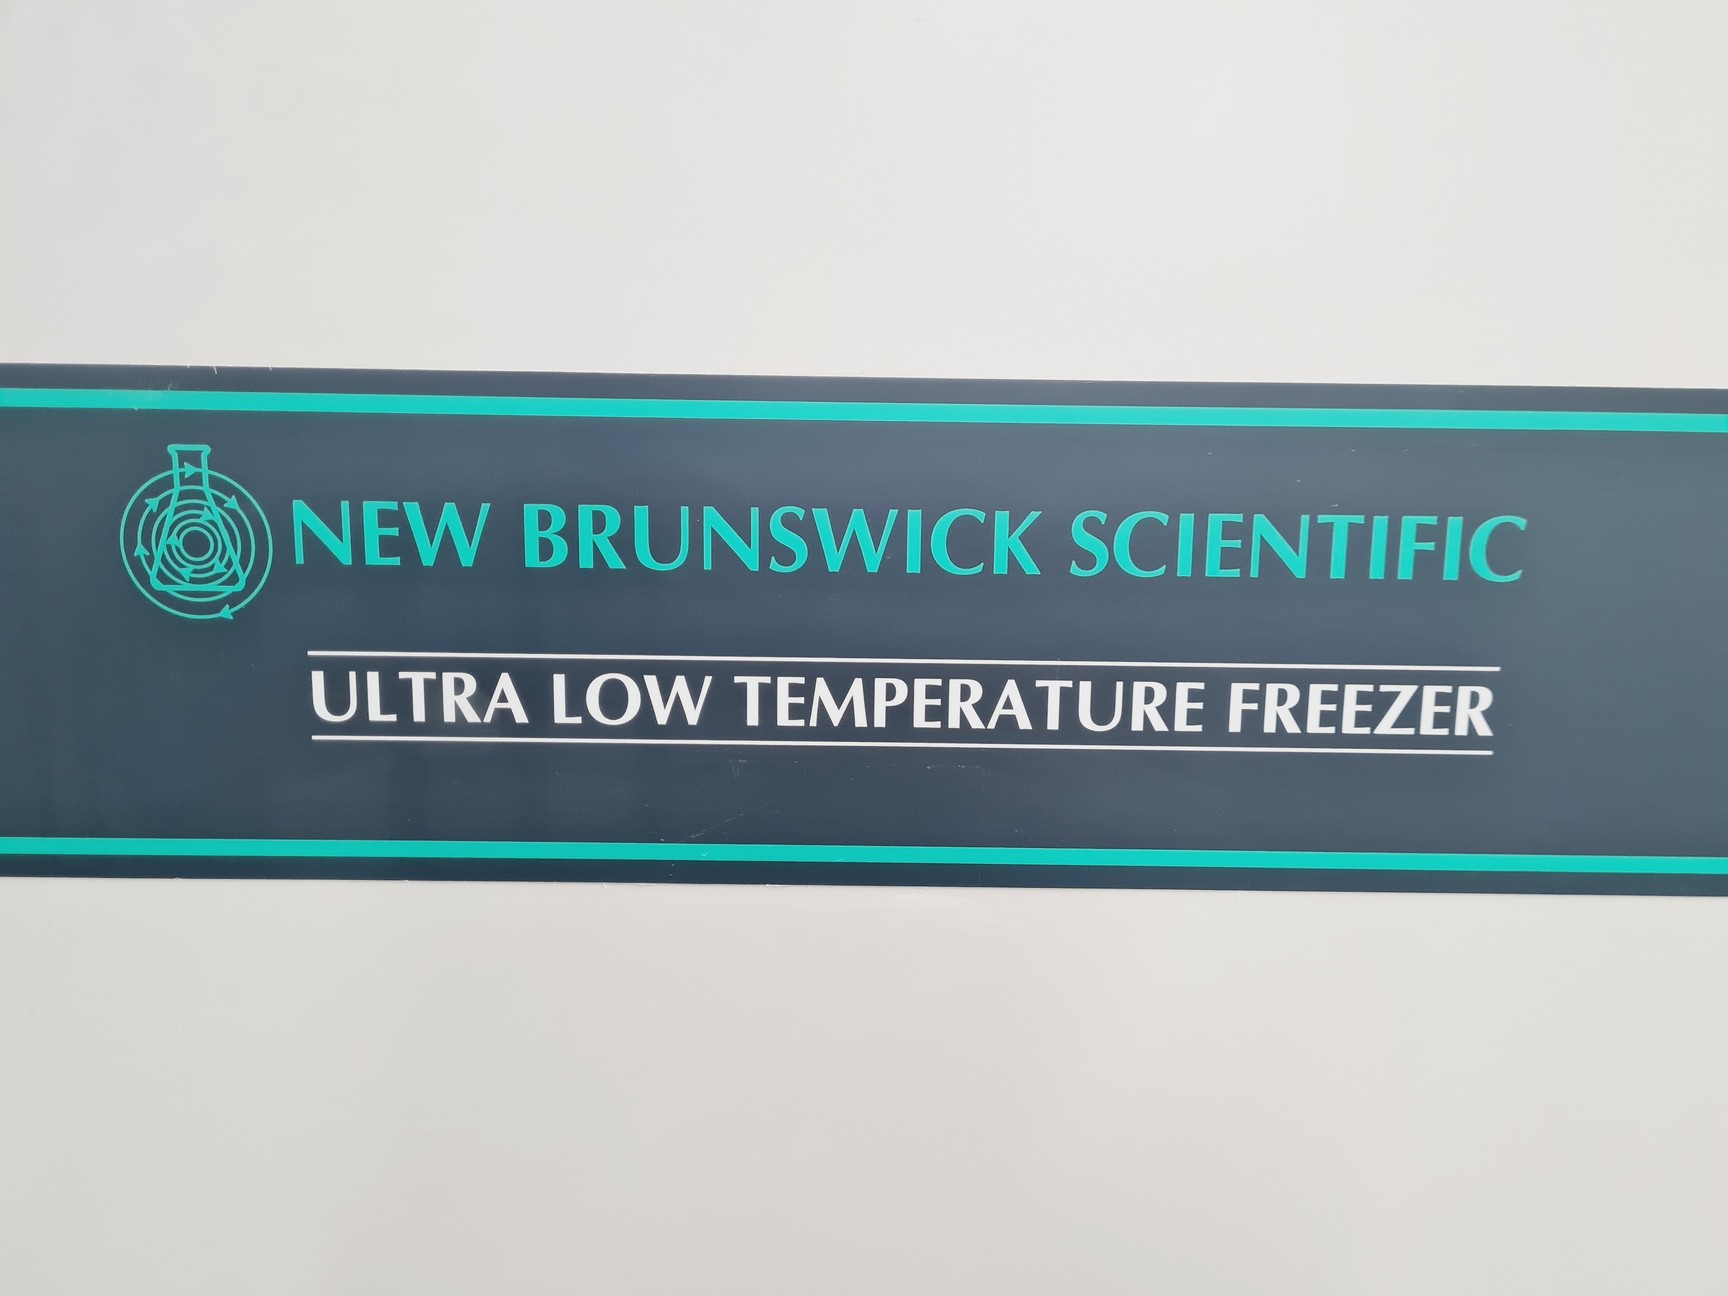 NEW BRUNSWICK SCIENTIFIC
ULTRA LOW TEMPERATURE FREEZER